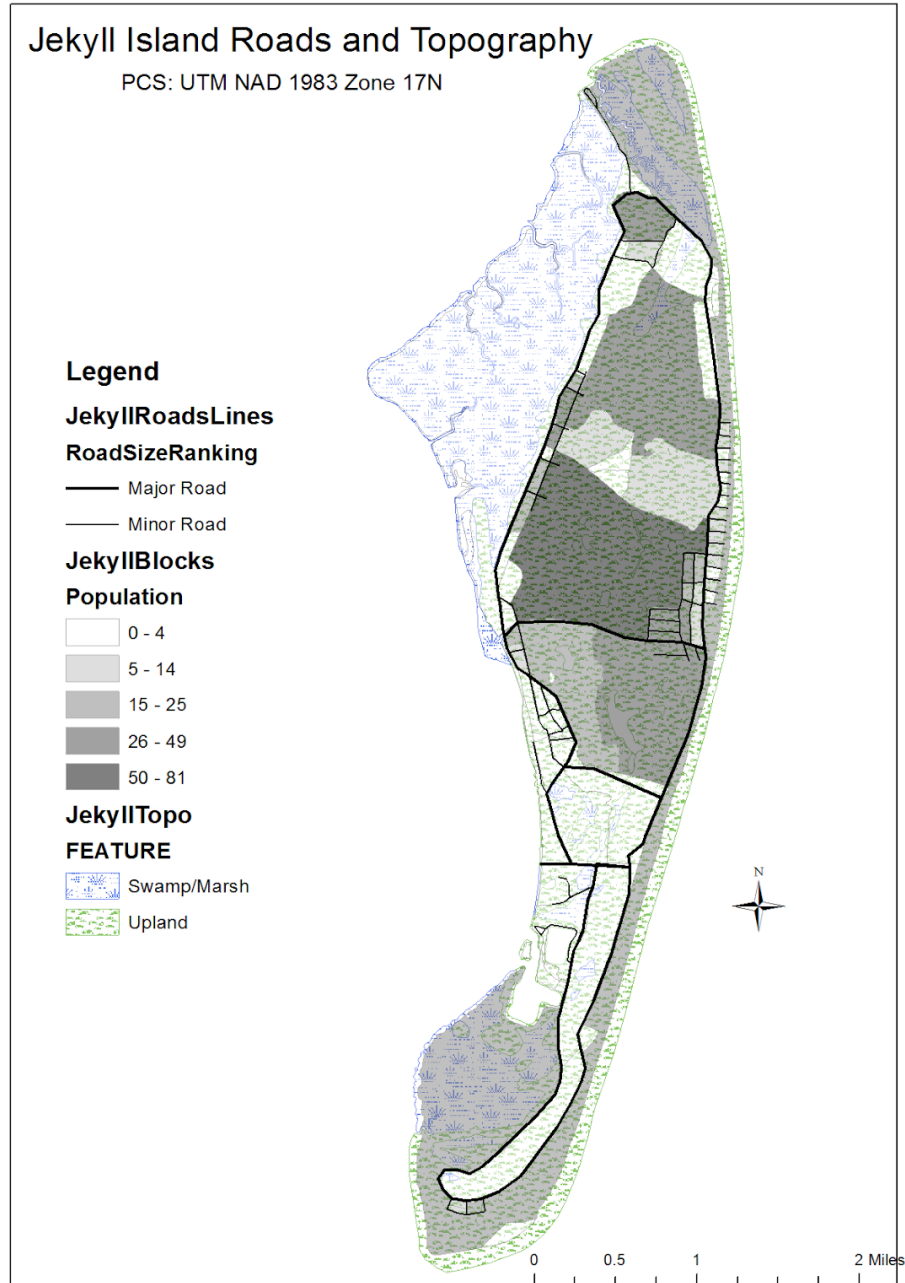 Jekyll Island Roads and Topography
PCS: UTM NAD 1983 Zone 17N
Legend
JekyllRoadsLines
RoadSizeRanking
Major Road
Minor Road
JekyllBlocks
Population
0 - 4
5 - 14
15 - 25
26 - 49
50 - 81
JekyllTopo
FEATURE
Swamp/Marsh
Upland
N
0 0.5 1 2 Miles